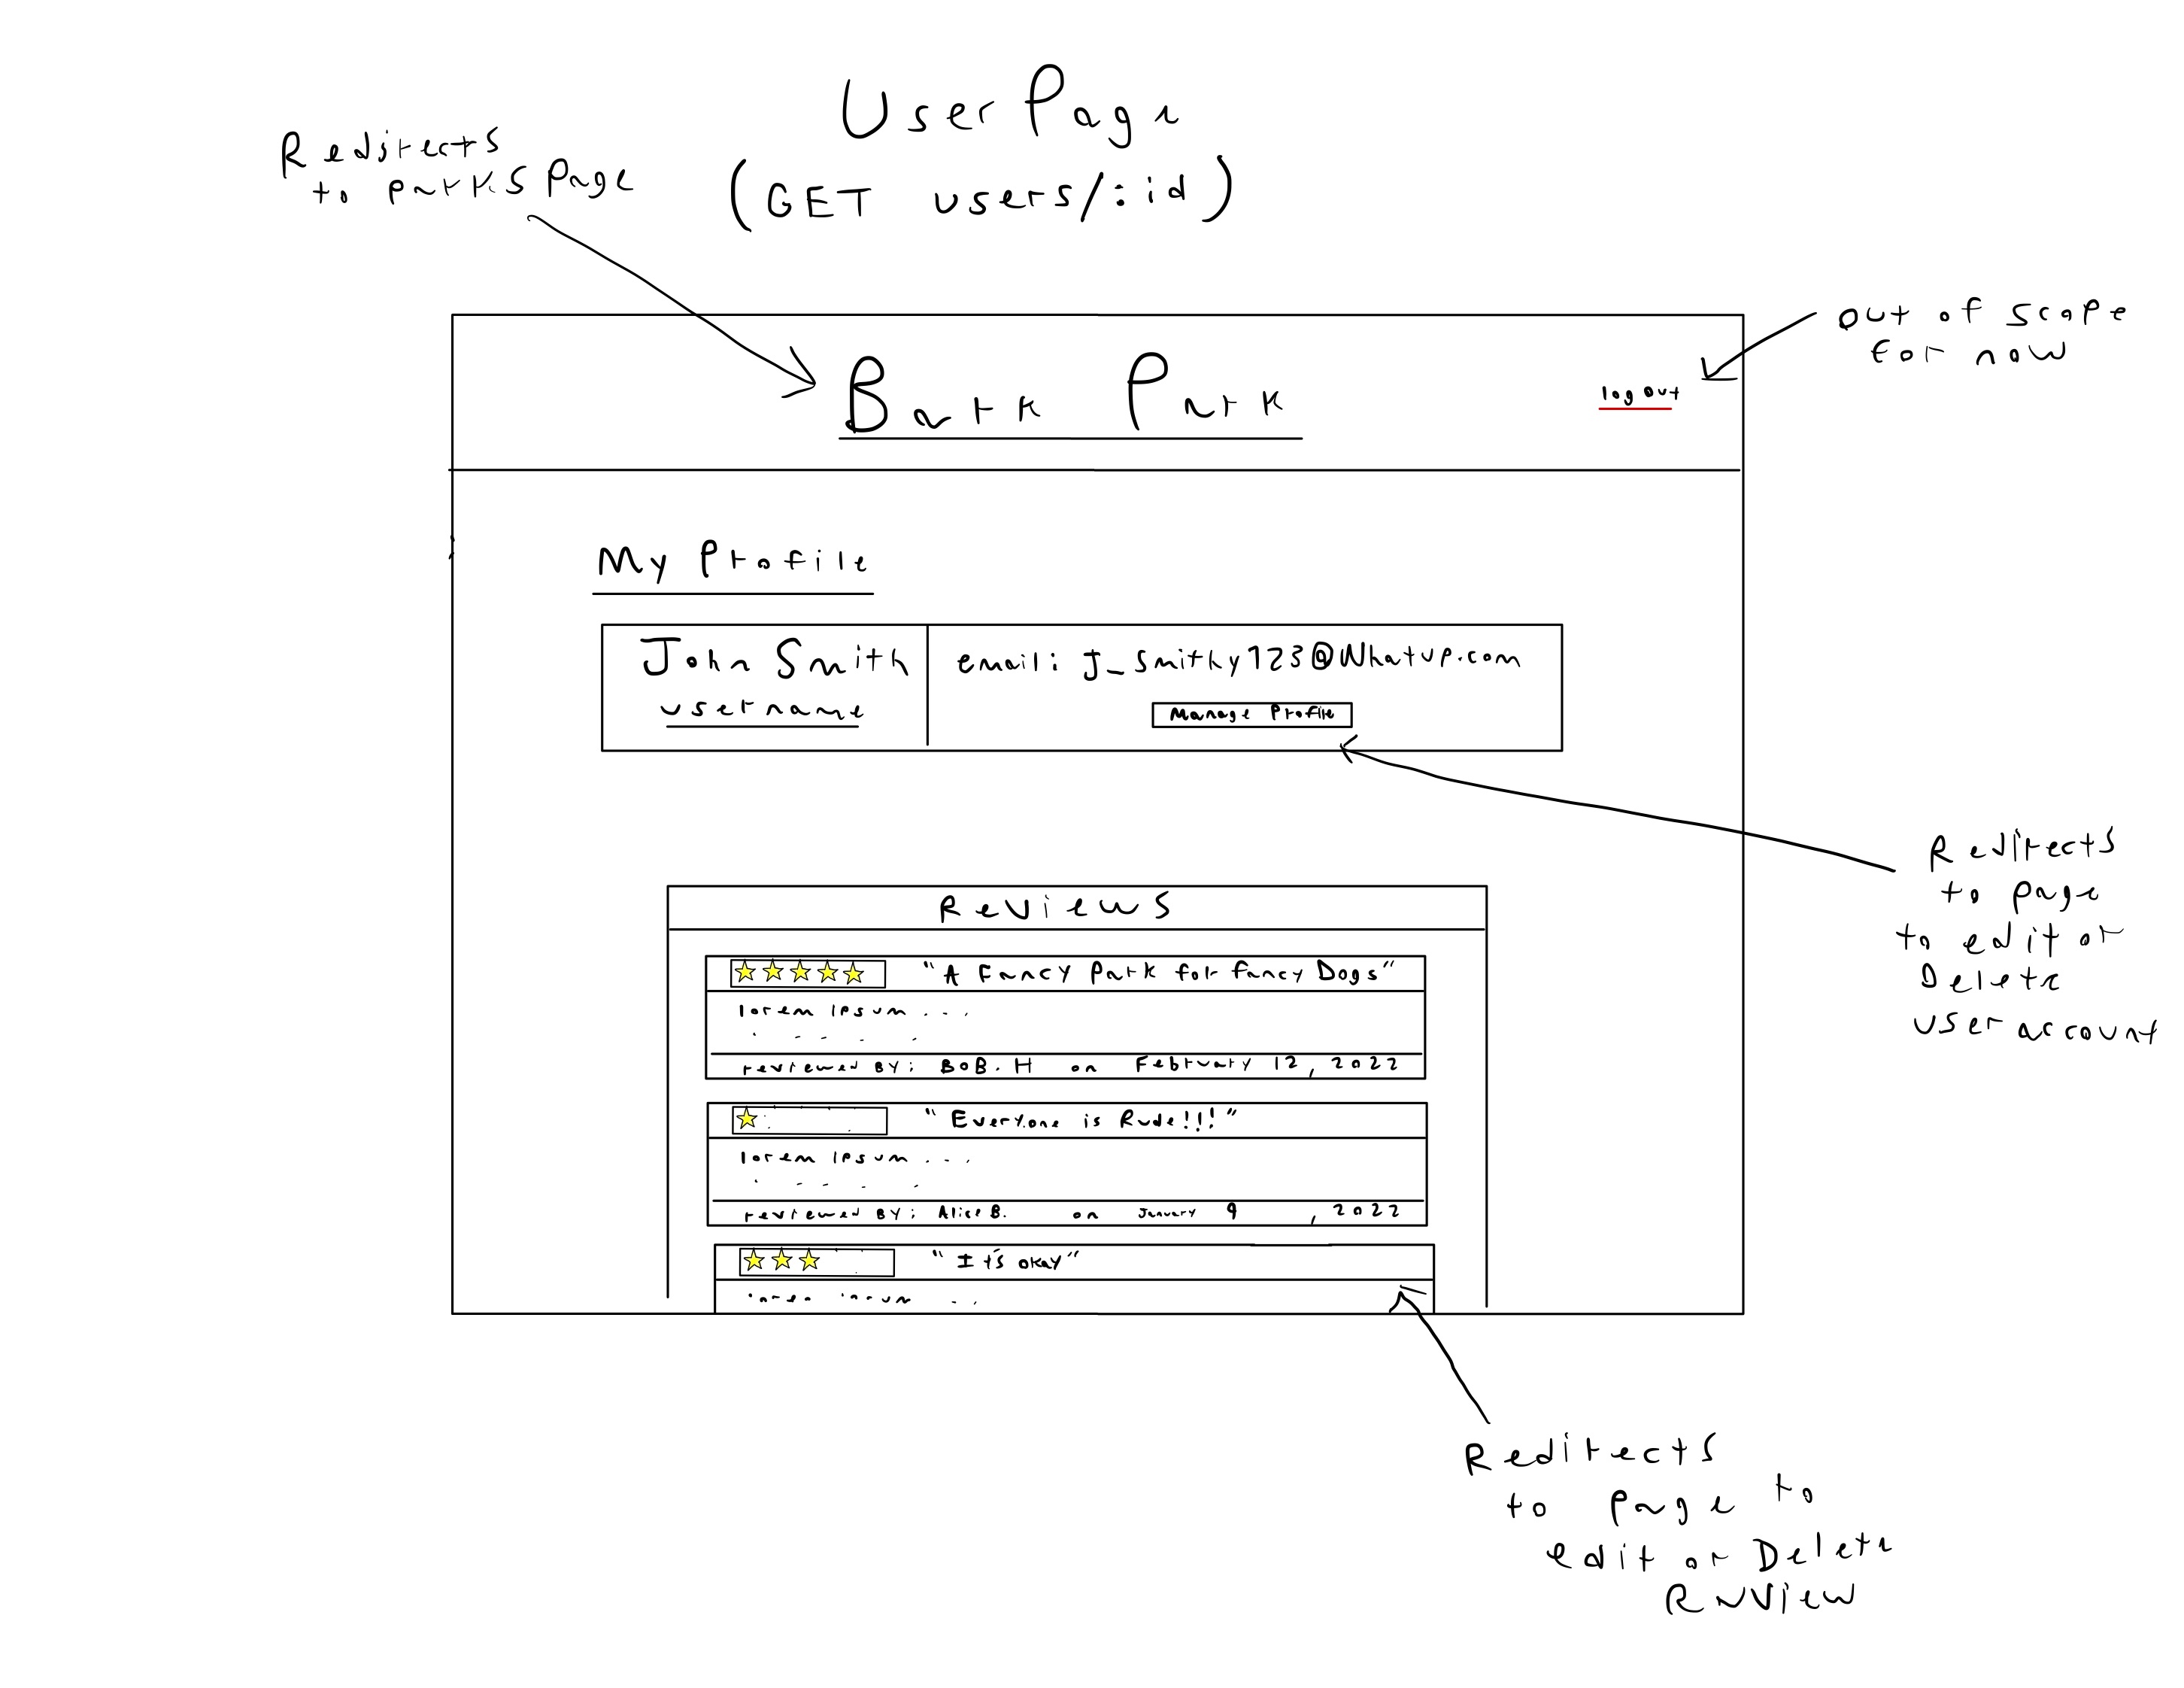 User Page
(GET users/:id)
Redirects
to parks page
out of scope
for now
Bark Park
log out
My Profile
John Smith
username
email: J_Smithy123@Whatup.com
Manage Profile
Redirects
to page
to edit or
Delete
user account
Reviews
"A Fancy Park for fancy Dogs"
lorem ipsum ...
reviewed BY: BOB. H on February 12, 2022
"Everyone is Rude!!!"
lorem ipsum ...
reviewed BY: Alice B. on January 9, 2022
"It's okay"
lorem ipsum ...
Redirects
to page to
edit or Delete
Review